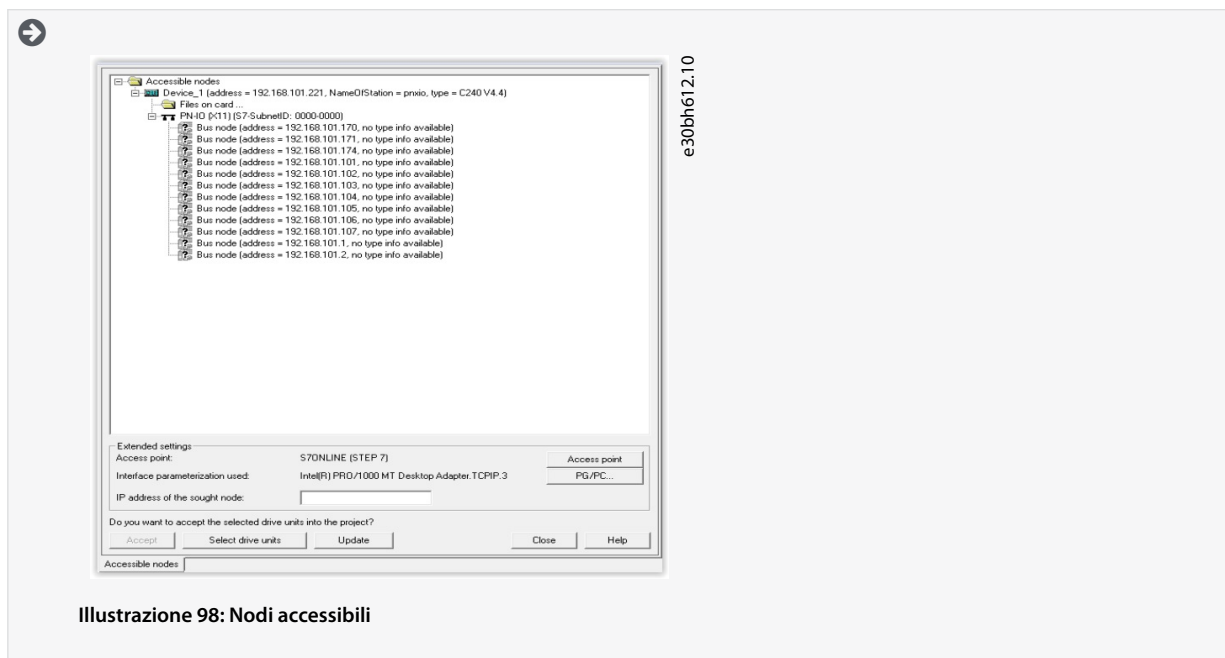 e30bh612.10
Accessible nodes
Device_1 (address = 192.168.101.221, NameOfStation = pnxio, type = C240 V4.4)
Files on card ...
PN-IO (X11) (S7-SubnetID: 0000-0000)
Bus node (address = 192.168.101.170, no type info available)
Bus node (address = 192.168.101.171, no type info available)
Bus node (address = 192.168.101.174, no type info available)
Bus node (address = 192.168.101.101, no type info available)
Bus node (address = 192.168.101.102, no type info available)
Bus node (address = 192.168.101.103, no type info available)
Bus node (address = 192.168.101.104, no type info available)
Bus node (address = 192.168.101.105, no type info available)
Bus node (address = 192.168.101.106, no type info available)
Bus node (address = 192.168.101.107, no type info available)
Bus node (address = 192.168.101.1, no type info available)
Bus node (address = 192.168.101.2, no type info available)
Extended settings
Access point: S7ONLINE (STEP 7) Access point
Interface parameterization used: Intel(R) PRO/1000 MT Desktop Adapter.TCPIP.3 PG/PC...
IP address of the sought node:
Do you want to accept the selected drive units into the project?
Accept Select drive units Update Close Help
Accessible nodes
Illustrazione 98: Nodi accessibili